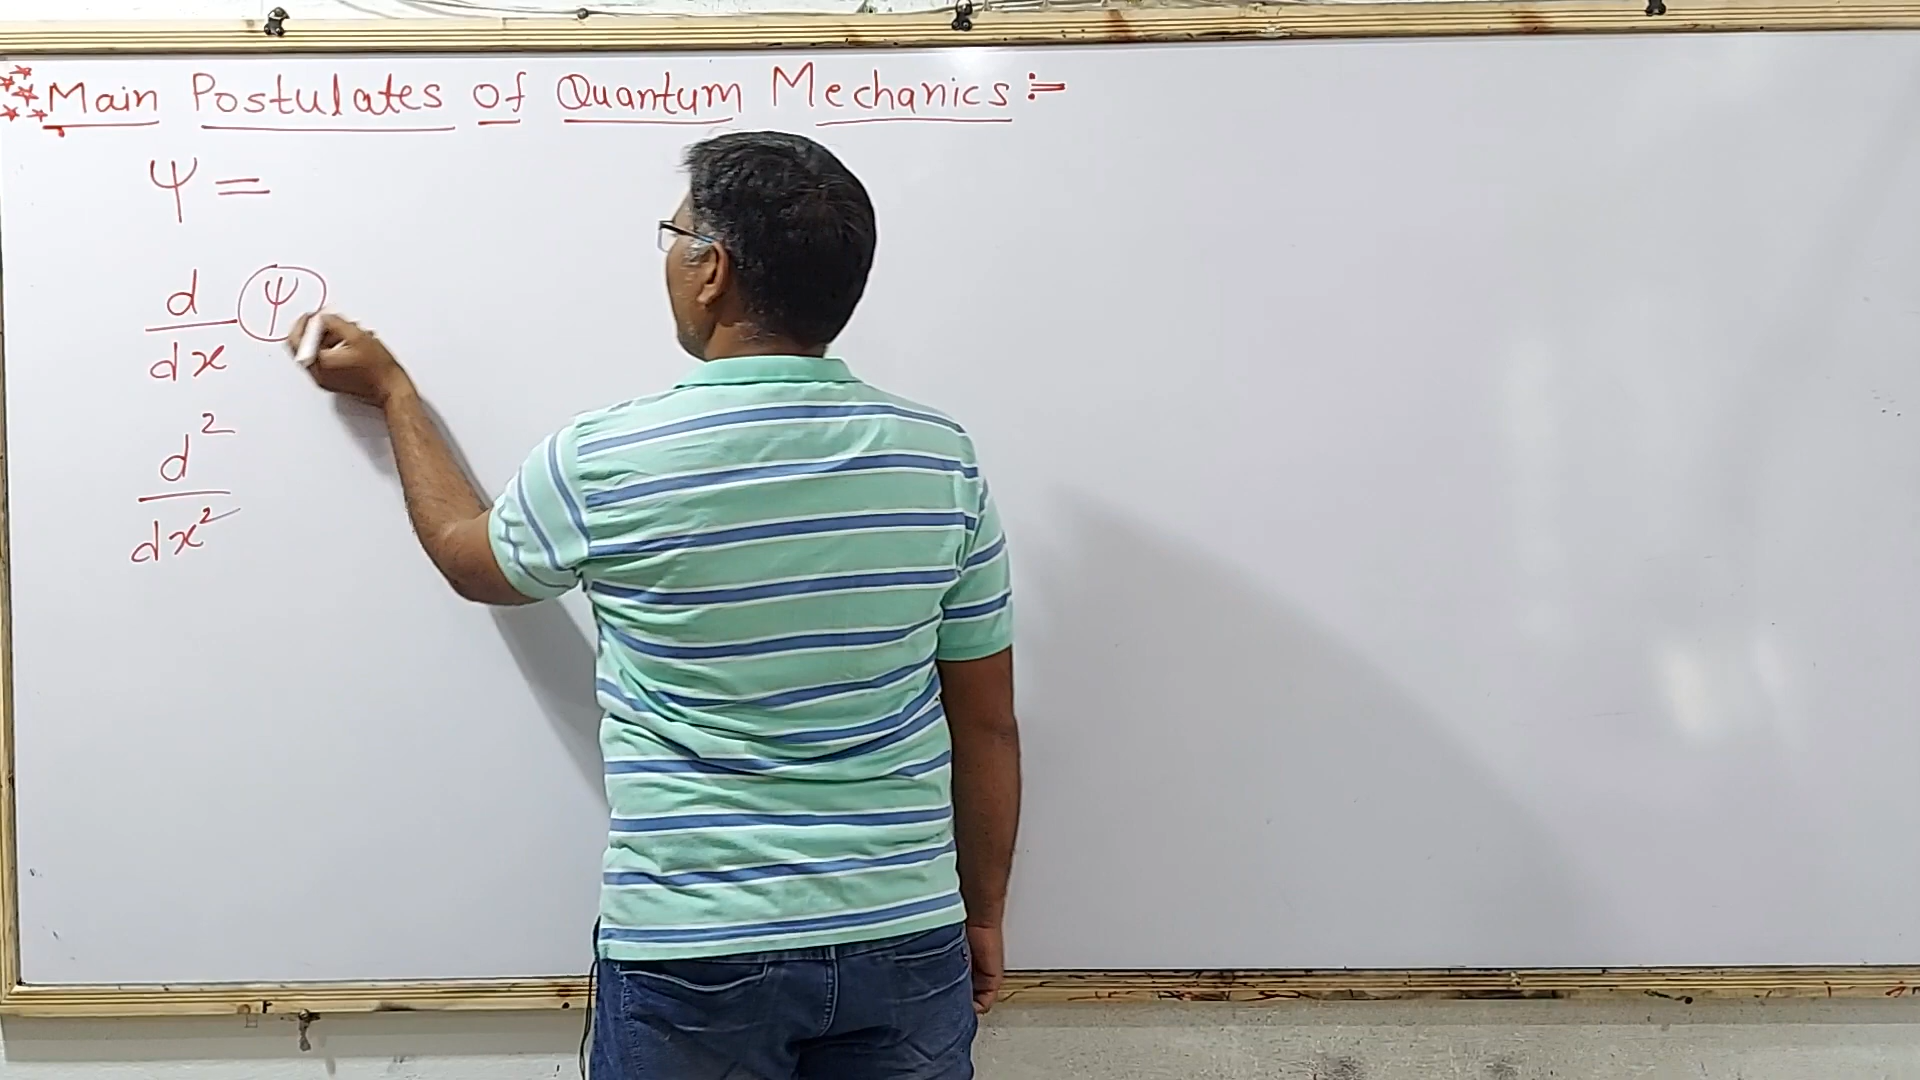 Main Postulates of Quantum Mechanics :=
Ψ =
d/dx Ψ
d²/dx²